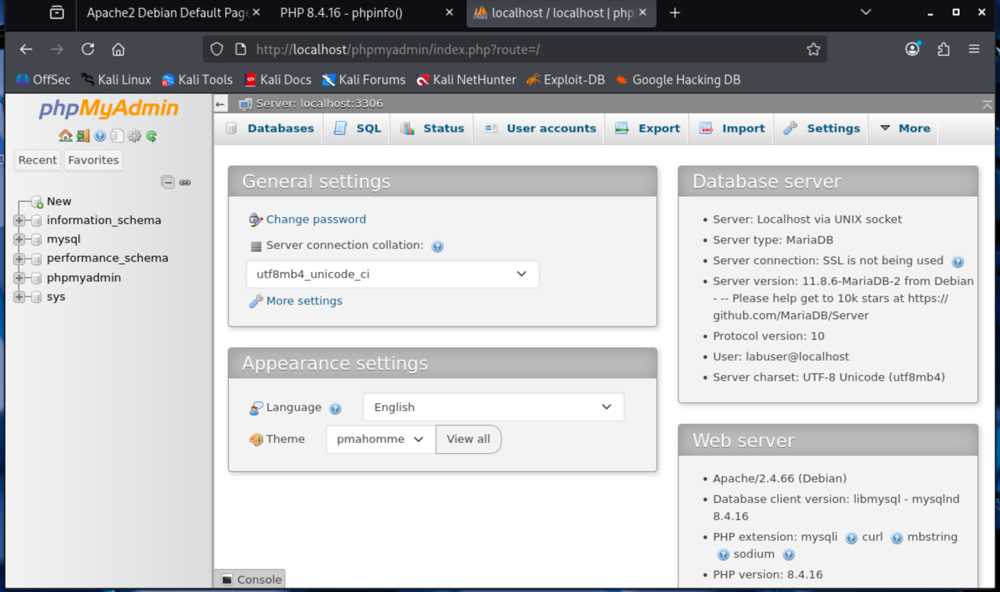 Apache2 Debian Default Page
PHP 8.4.16 - phpinfo()
localhost / localhost | php
http://localhost/phpmyadmin/index.php?route=/
OffSec
Kali Linux
Kali Tools
Kali Docs
Kali Forums
Kali NetHunter
Exploit-DB
Google Hacking DB
phpMyAdmin
Recent
Favorites
New
information_schema
mysql
performance_schema
phpmyadmin
sys
Server: localhost:3306
Databases
SQL
Status
User accounts
Export
Import
Settings
More
General settings
Change password
Server connection collation:
utf8mb4_unicode_ci
More settings
Appearance settings
Language
English
Theme
pmahomme
View all
Database server
• Server: Localhost via UNIX socket
• Server type: MariaDB
• Server connection: SSL is not being used
• Server version: 11.8.6-MariaDB-2 from Debian
- -- Please help get to 10k stars at https://
github.com/MariaDB/Server
• Protocol version: 10
• User: labuser@localhost
• Server charset: UTF-8 Unicode (utf8mb4)
Web server
• Apache/2.4.66 (Debian)
• Database client version: libmysql - mysqlnd
8.4.16
• PHP extension: mysqli curl mbstring
sodium
• PHP version: 8.4.16
Console